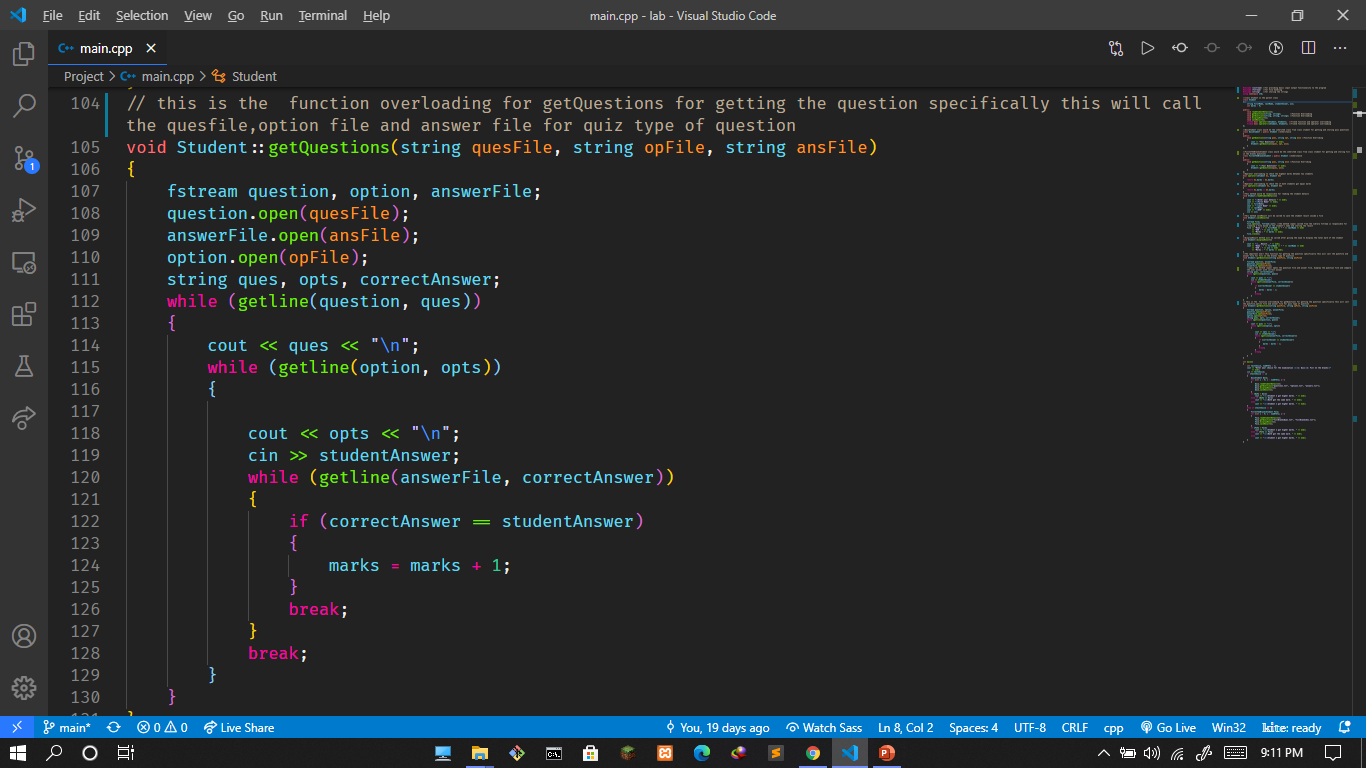 File Edit Selection View Go Run Terminal Help main.cpp - lab - Visual Studio Code
main.cpp
Project > main.cpp > Student
104 // this is the  function overloading for getQuestions for getting the question specifically this will call
the quesfile,option file and answer file for quiz type of question
105 void Student::getQuestions(string quesFile, string opFile, string ansFile)
106 {
107 fstream question, option, answerFile;
108 question.open(quesFile);
109 answerFile.open(ansFile);
110 option.open(opFile);
111 string ques, opts, correctAnswer;
112 while (getline(question, ques))
113 {
114 cout << ques << "\n";
115 while (getline(option, opts))
116 {
117
118 cout << opts << "\n";
119 cin >> studentAnswer;
120 while (getline(answerFile, correctAnswer))
121 {
122 if (correctAnswer == studentAnswer)
123 {
124 marks = marks + 1;
125 }
126 break;
127 }
128 break;
129 }
130 }
1
main* 0 0 Live Share You, 19 days ago Watch Sass Ln 8, Col 2 Spaces: 4 UTF-8 CRLF cpp Go Live Win32 kite: ready
9:11 PM